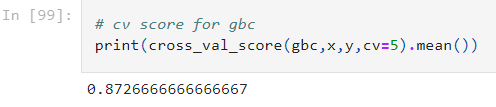 In [99]:
# cv score for gbc
print(cross_val_score(gbc,x,y,cv=5).mean())
0.8726666666666667